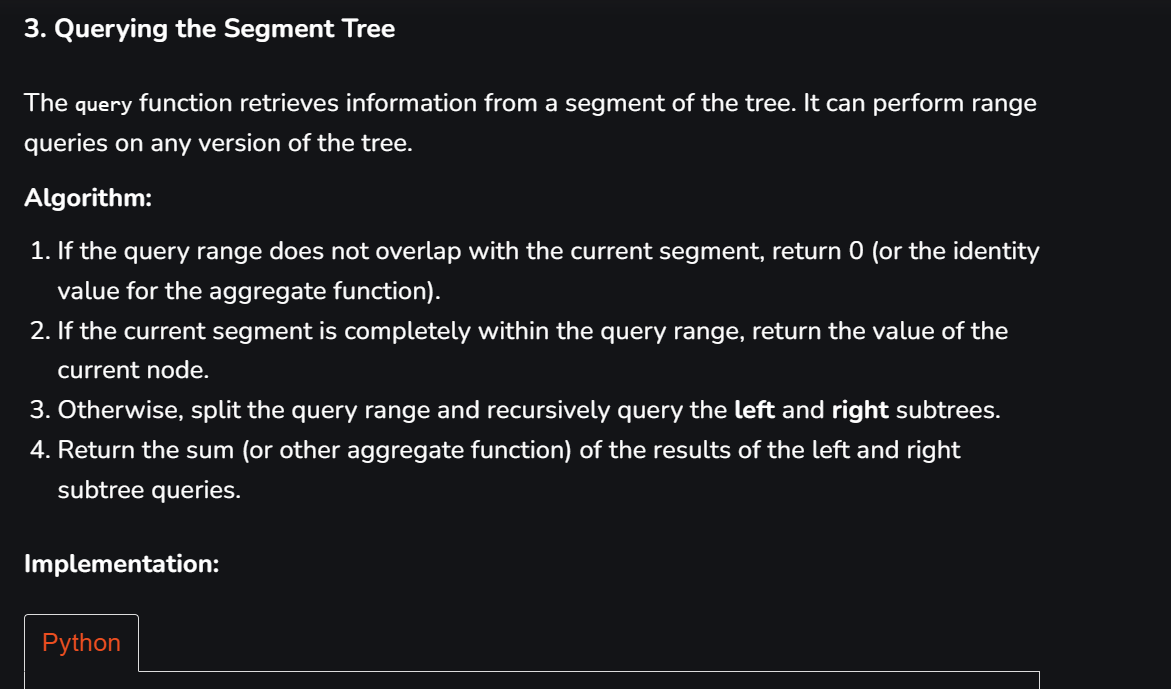 3. Querying the Segment Tree
The query function retrieves information from a segment of the tree. It can perform range
queries on any version of the tree.
Algorithm:
1. If the query range does not overlap with the current segment, return 0 (or the identity
value for the aggregate function).
2. If the current segment is completely within the query range, return the value of the
current node.
3. Otherwise, split the query range and recursively query the left and right subtrees.
4. Return the sum (or other aggregate function) of the results of the left and right
subtree queries.
Implementation:
Python